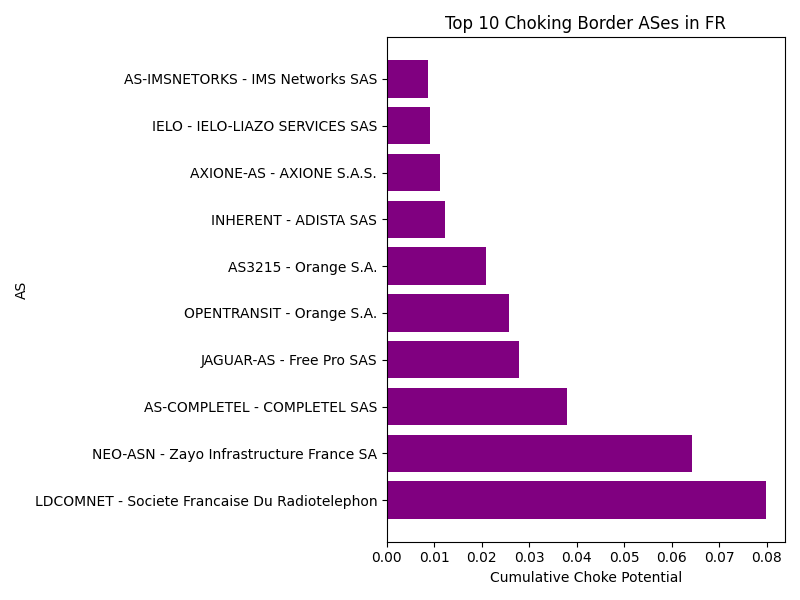 Top 10 Choking Border ASes in FR
AS
AS-IMSNETORKS - IMS Networks SAS
IELO - IELO-LIAZO SERVICES SAS
AXIONE-AS - AXIONE S.A.S.
INHERENT - ADISTA SAS
AS3215 - Orange S.A.
OPENTRANSIT - Orange S.A.
JAGUAR-AS - Free Pro SAS
AS-COMPLETEL - COMPLETEL SAS
NEO-ASN - Zayo Infrastructure France SA
LDCOMNET - Societe Francaise Du Radiotelephon
0.00 0.01 0.02 0.03 0.04 0.05 0.06 0.07 0.08
Cumulative Choke Potential